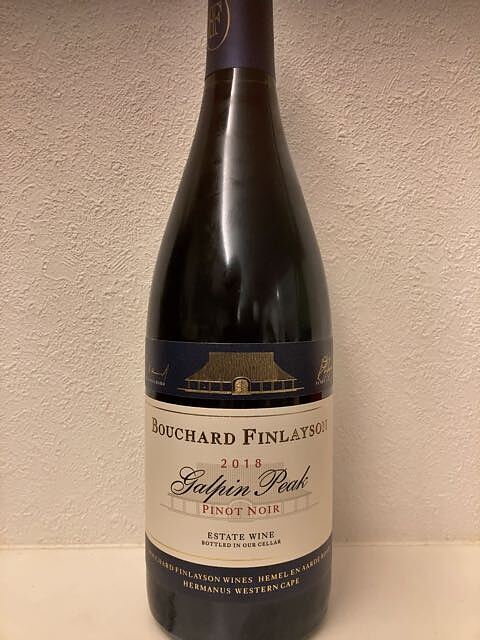 BOUCHARD FINLAYSON
2018
Galpin Peak
PINOT NOIR
ESTATE WINE
BOTTLED IN OUR CELLAR
BOUCHARD FINLAYSON WINES HEMEL EN AARDE
HERMANUS WESTERN CAPE